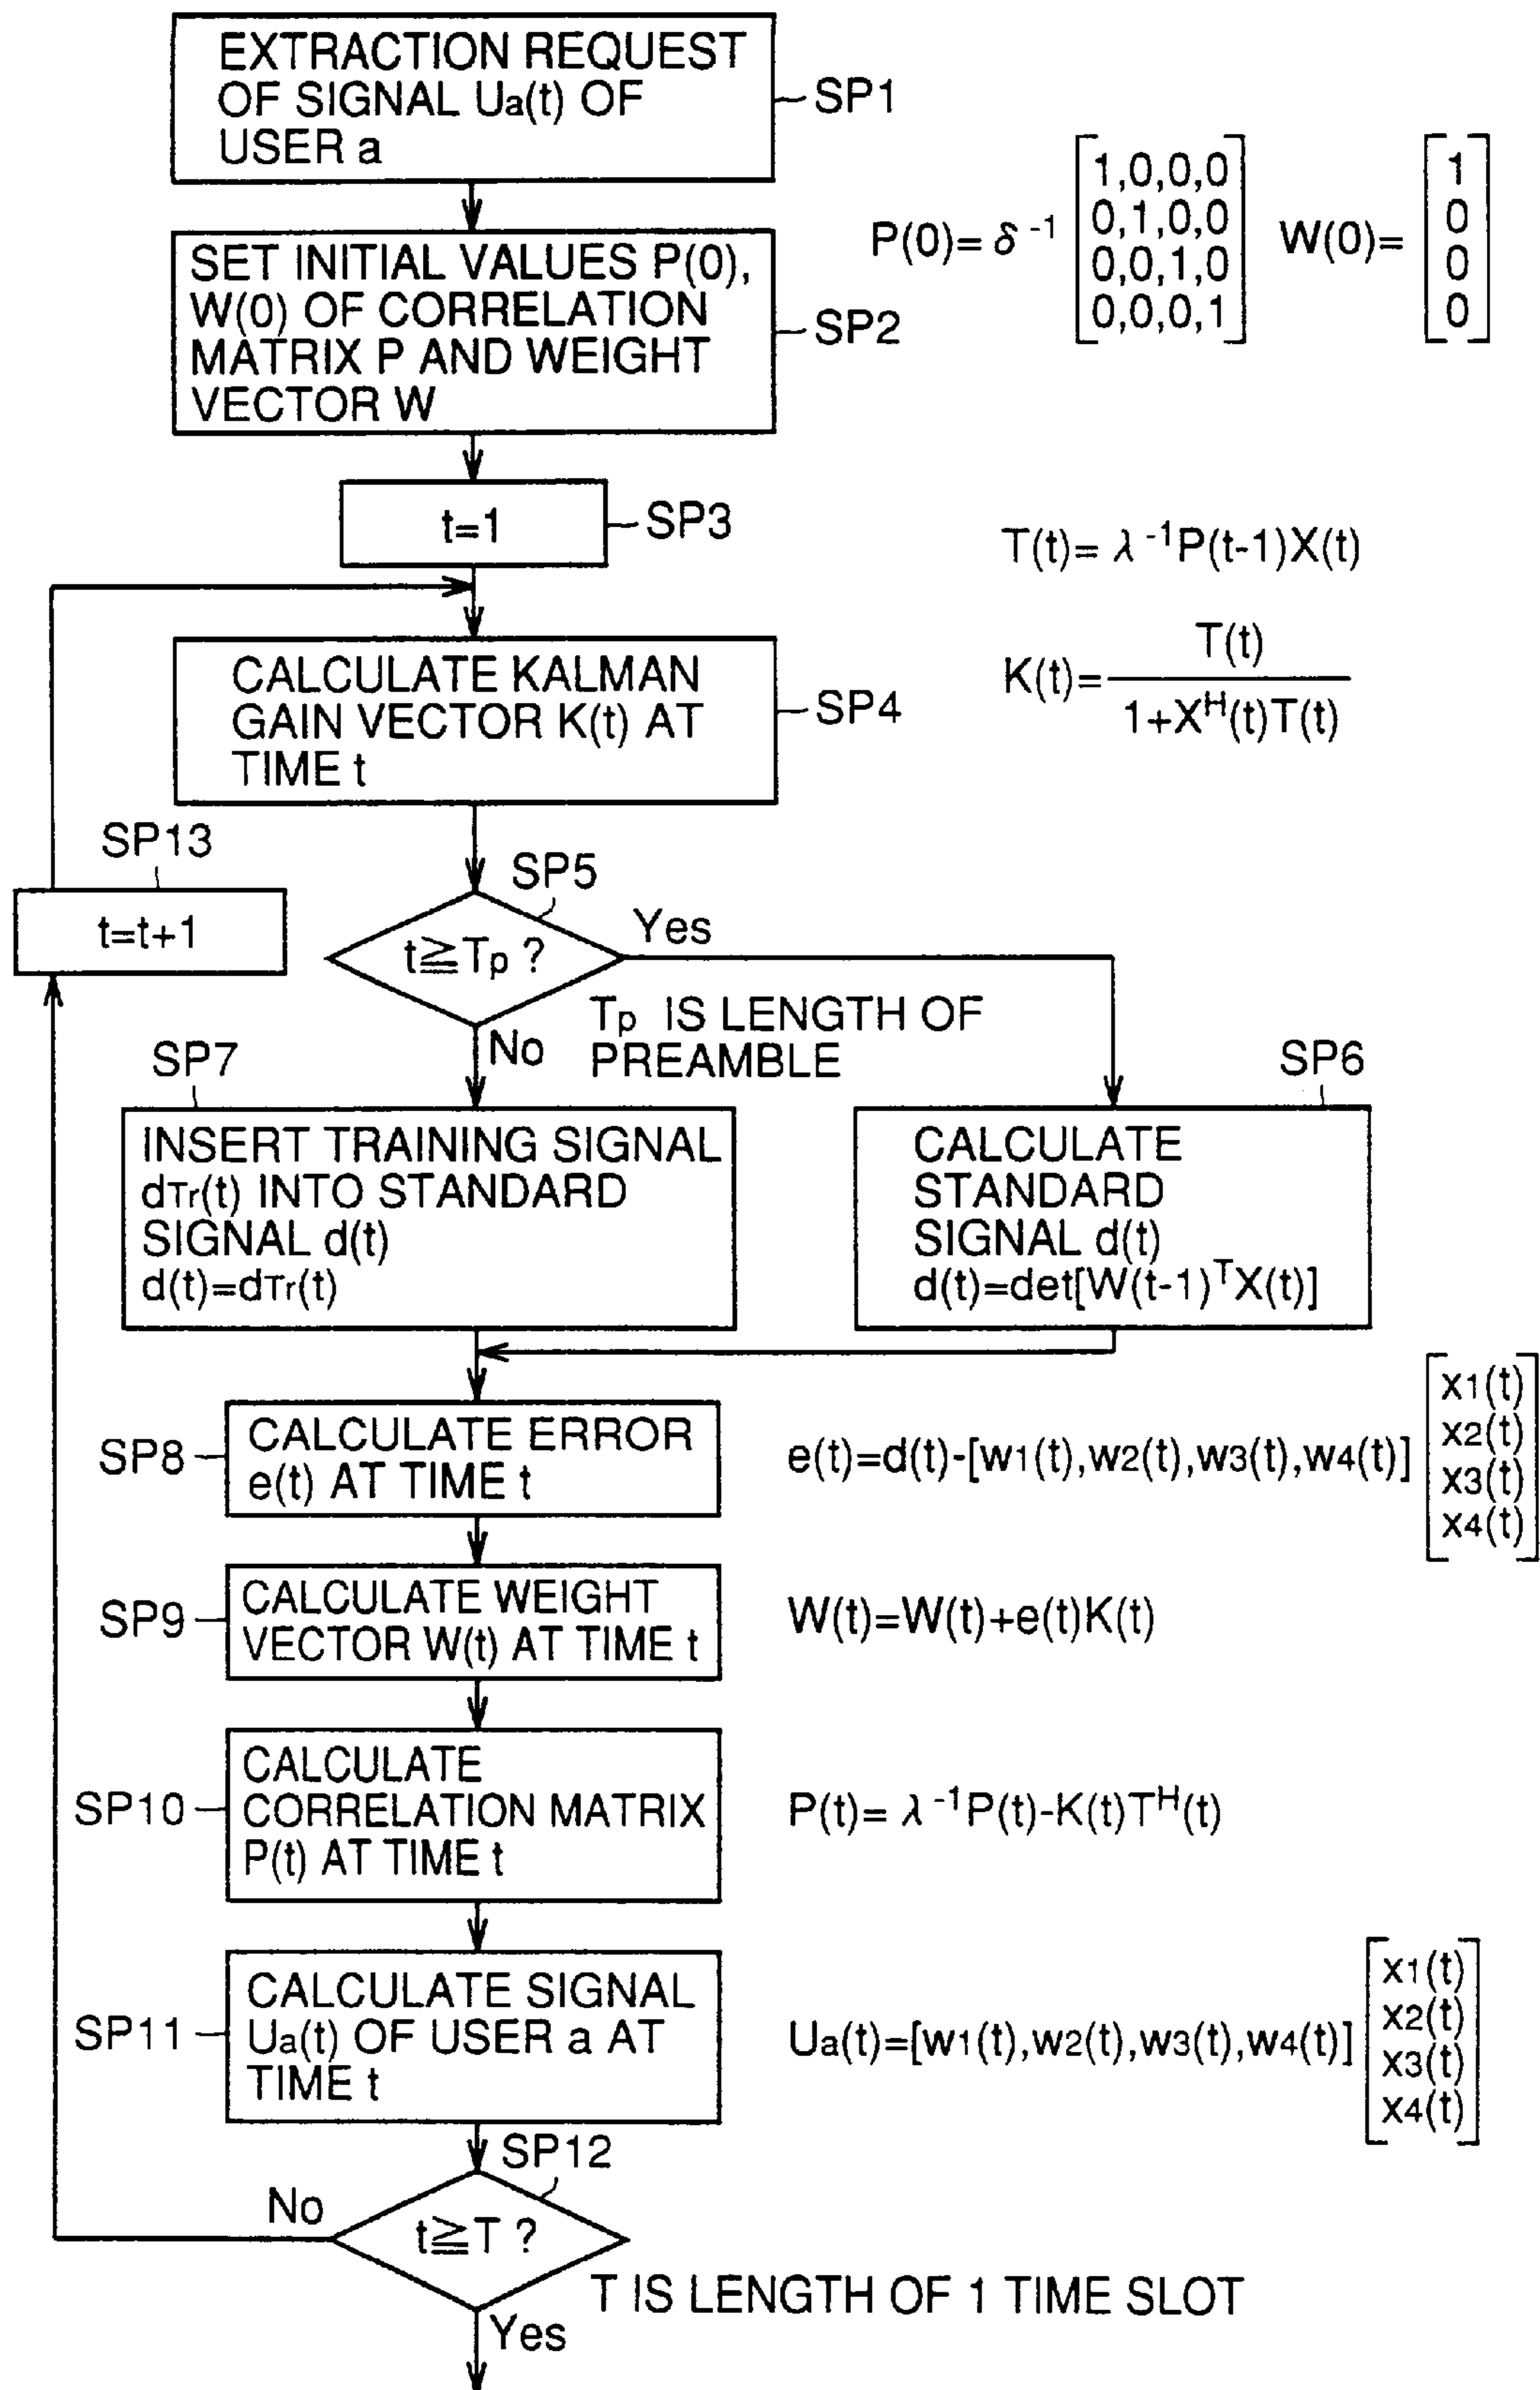 EXTRACTION REQUEST
OF SIGNAL Ua(t) OF
USER a
SP1
SET INITIAL VALUES P(0),
W(0) OF CORRELATION
MATRIX P AND WEIGHT
VECTOR W
SP2
P(0)= δ⁻¹
1,0,0,0
0,1,0,0
0,0,1,0
0,0,0,1
W(0)=
1
0
0
0
t=1
SP3
T(t)= λ⁻¹P(t-1)X(t)
CALCULATE KALMAN
GAIN VECTOR K(t) AT
TIME t
SP4
K(t)=
T(t)
1+Xᴴ(t)T(t)
SP13
t=t+1
SP5
t≧Tp ?
Yes
No
Tp IS LENGTH OF
PREAMBLE
SP7
INSERT TRAINING SIGNAL
dTr(t) INTO STANDARD
SIGNAL d(t)
d(t)=dTr(t)
SP6
CALCULATE
STANDARD
SIGNAL d(t)
d(t)=det[W(t-1)ᵀX(t)]
SP8
CALCULATE ERROR
e(t) AT TIME t
e(t)=d(t)-[w1(t),w2(t),w3(t),w4(t)]
x1(t)
x2(t)
x3(t)
x4(t)
SP9
CALCULATE WEIGHT
VECTOR W(t) AT TIME t
W(t)=W(t)+e(t)K(t)
SP10
CALCULATE
CORRELATION MATRIX
P(t) AT TIME t
P(t)= λ⁻¹P(t)-K(t)Tᴴ(t)
SP11
CALCULATE SIGNAL
Ua(t) OF USER a AT
TIME t
Ua(t)=[w1(t),w2(t),w3(t),w4(t)]
x1(t)
x2(t)
x3(t)
x4(t)
SP12
t≧T ?
No
T IS LENGTH OF 1 TIME SLOT
Yes